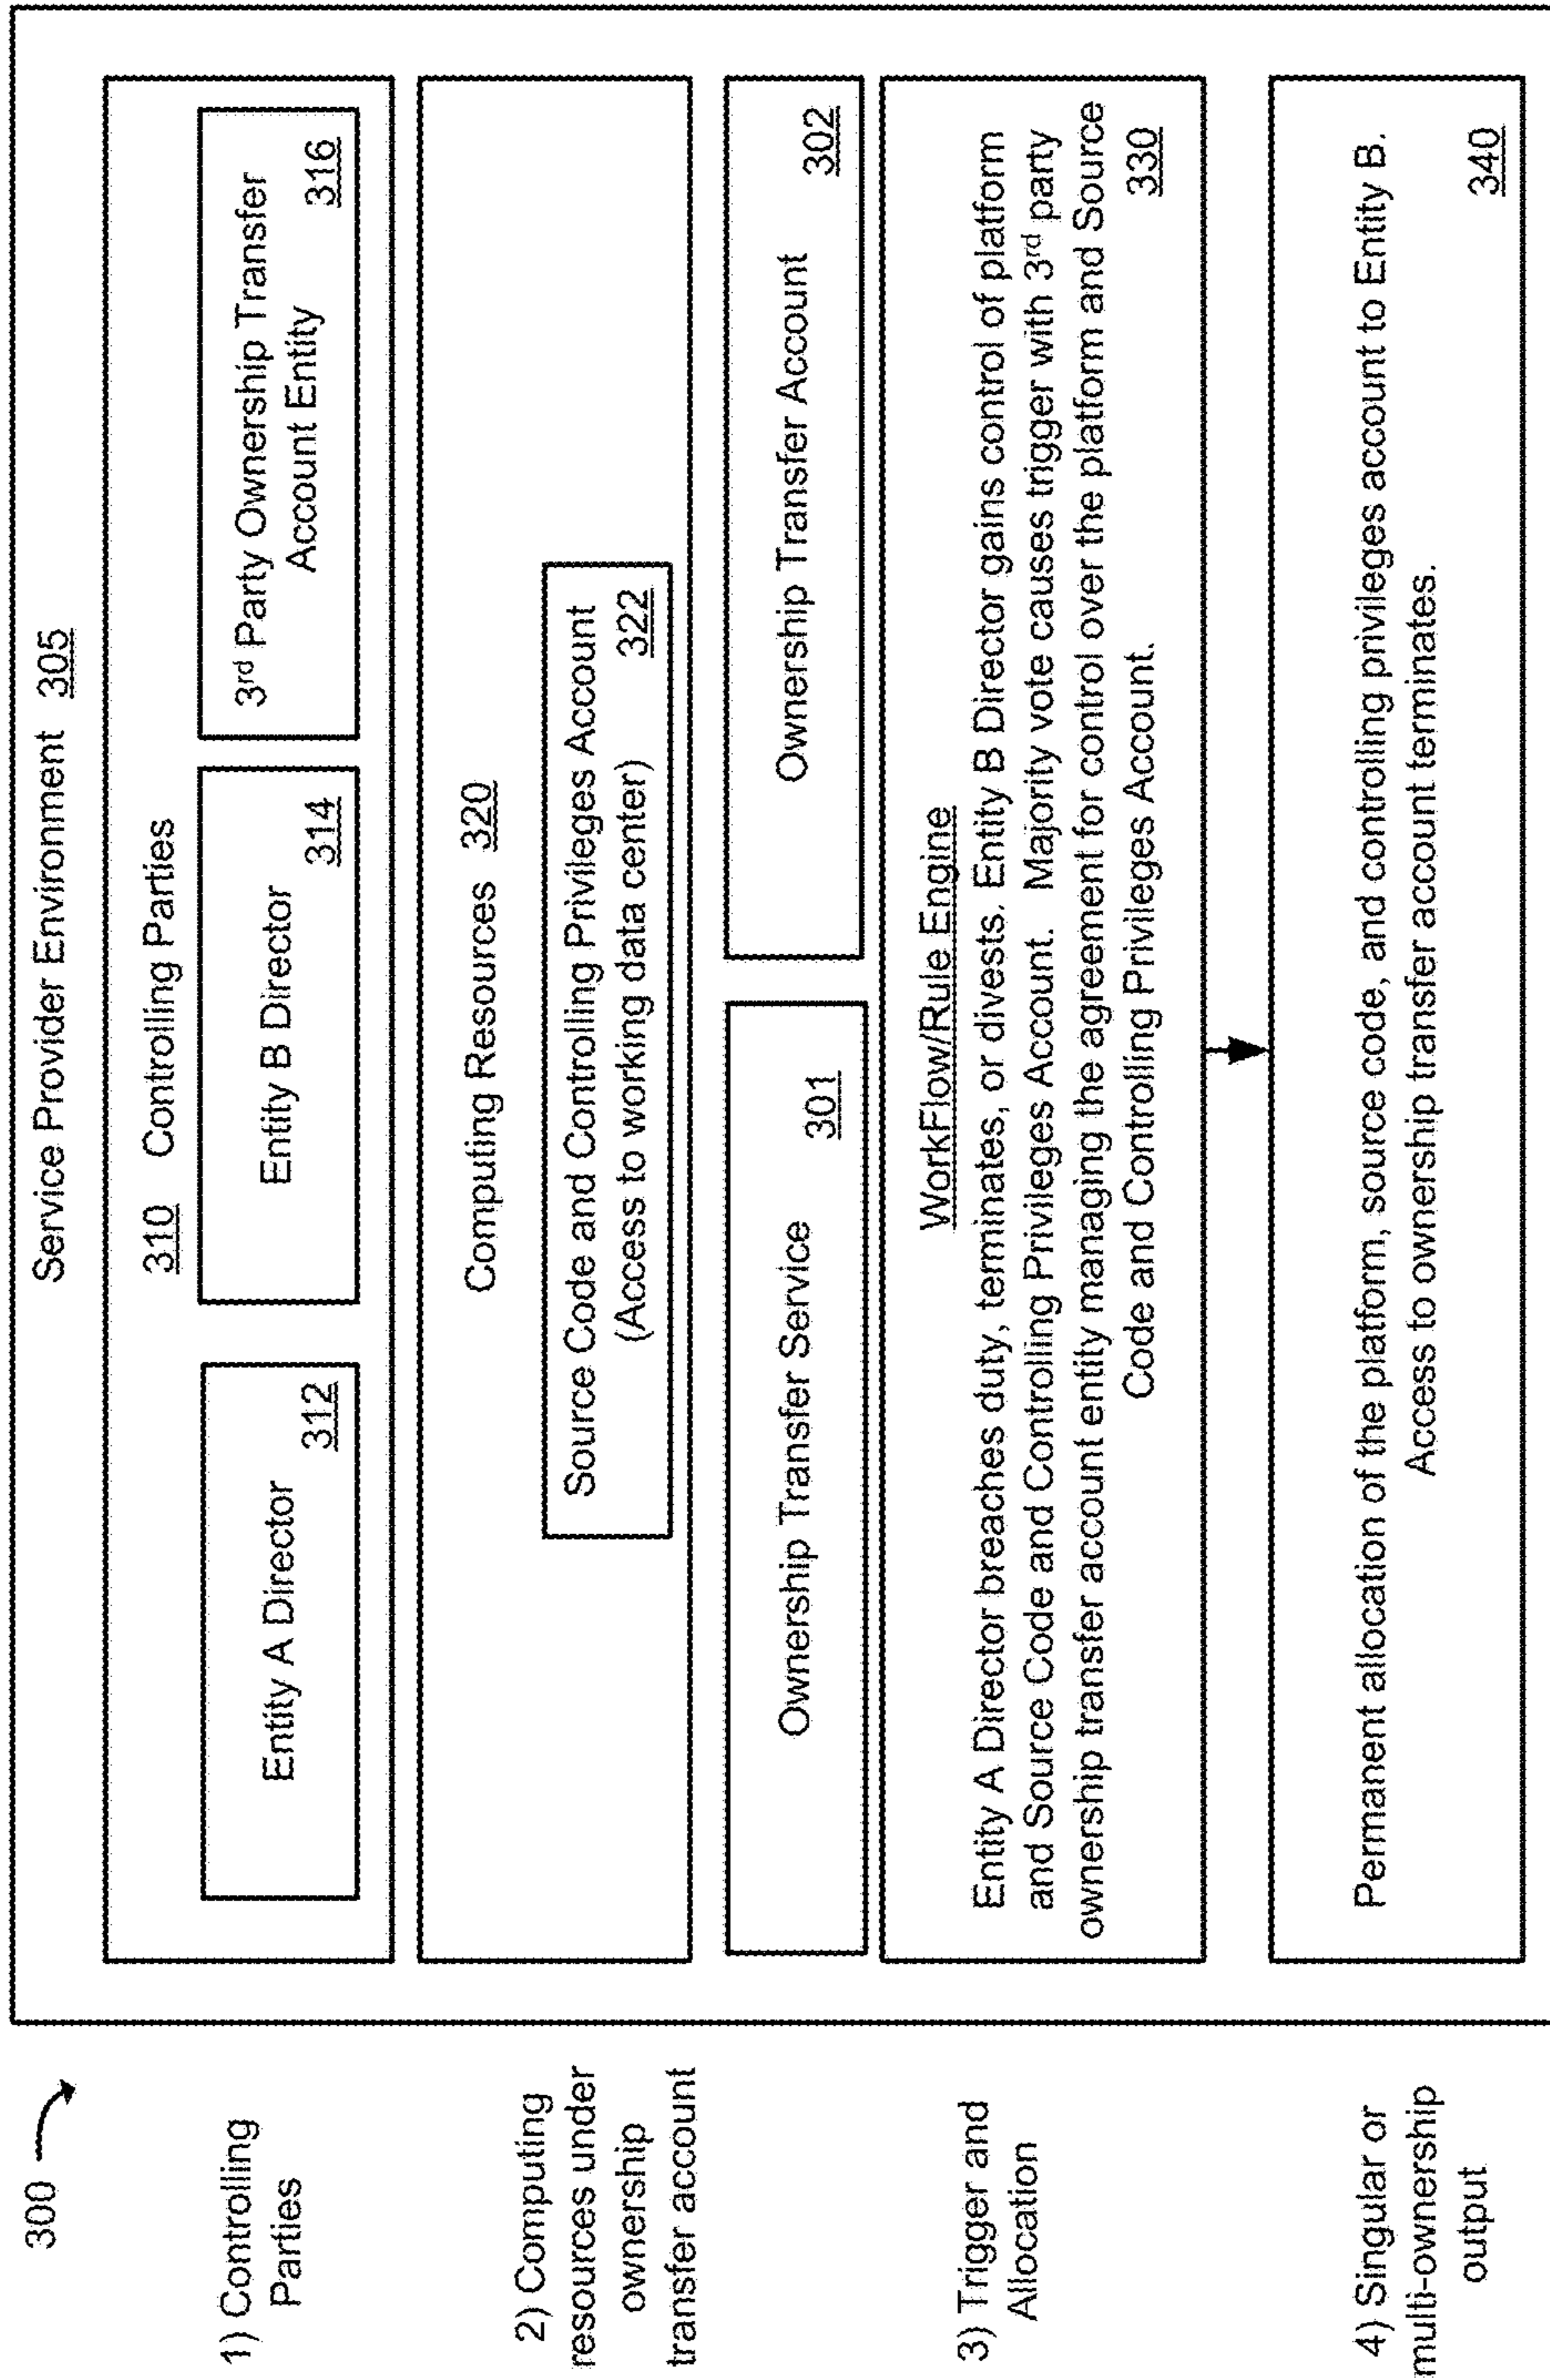 300
Service Provider Environment 305
1) Controlling
Parties
310 Controlling Parties
Entity A Director
312
Entity B Director
314
3rd Party Ownership Transfer
Account Entity
316
2) Computing
resources under
ownership
transfer account
Computing Resources 320
Source Code and Controlling Privileges Account
(Access to working data center) 322
Ownership Transfer Service
301
Ownership Transfer Account
302
3) Trigger and
Allocation
WorkFlow/Rule Engine
Entity A Director breaches duty, terminates, or divests. Entity B Director gains control of platform
and Source Code and Controlling Privileges Account. Majority vote causes trigger with 3rd party
ownership transfer account entity managing the agreement for control over the platform and Source
Code and Controlling Privileges Account.
330
4) Singular or
multi-ownership
output
Permanent allocation of the platform, source code, and controlling privileges account to Entity B.
Access to ownership transfer account terminates.
340